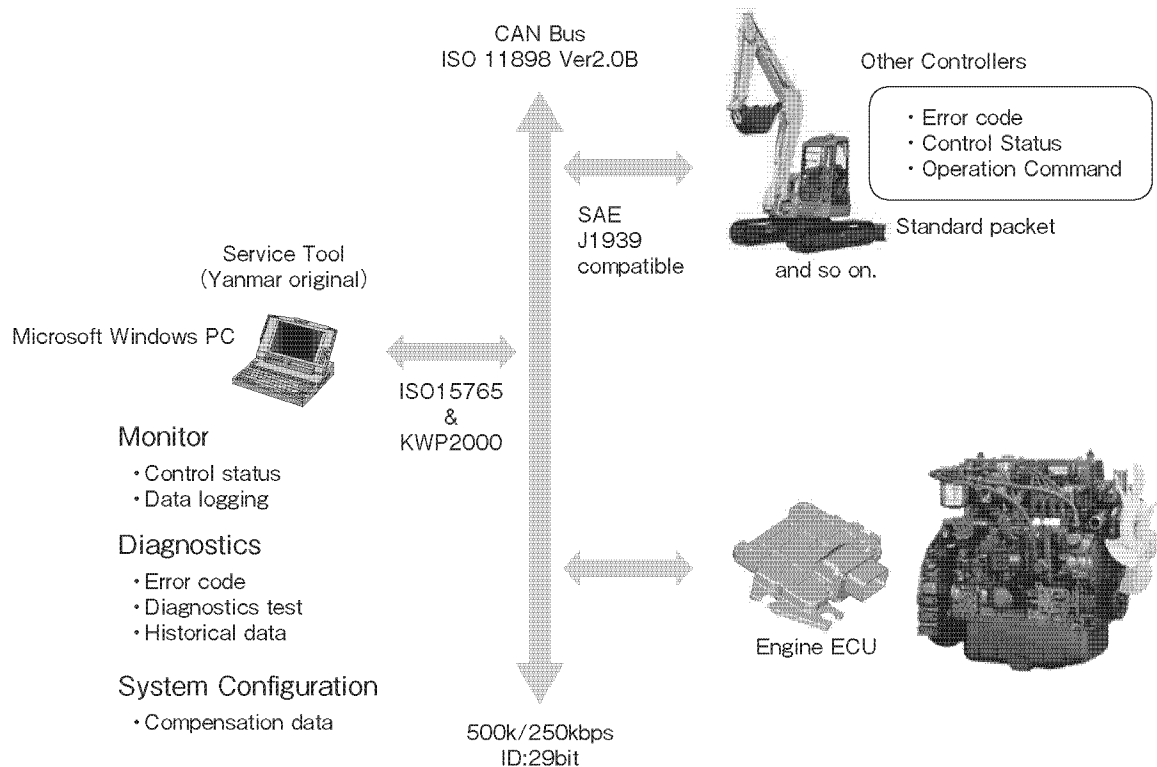 CAN Bus
ISO 11898 Ver2.0B
Other Controllers
・Error code
・Control Status
・Operation Command
SAE
J1939
compatible
Standard packet
and so on.
Service Tool
(Yanmar original)
Microsoft Windows PC
ISO15765
&
KWP2000
Monitor
・Control status
・Data logging
Diagnostics
・Error code
・Diagnostics test
・Historical data
System Configuration
・Compensation data
Engine ECU
500k/250kbps
ID:29bit